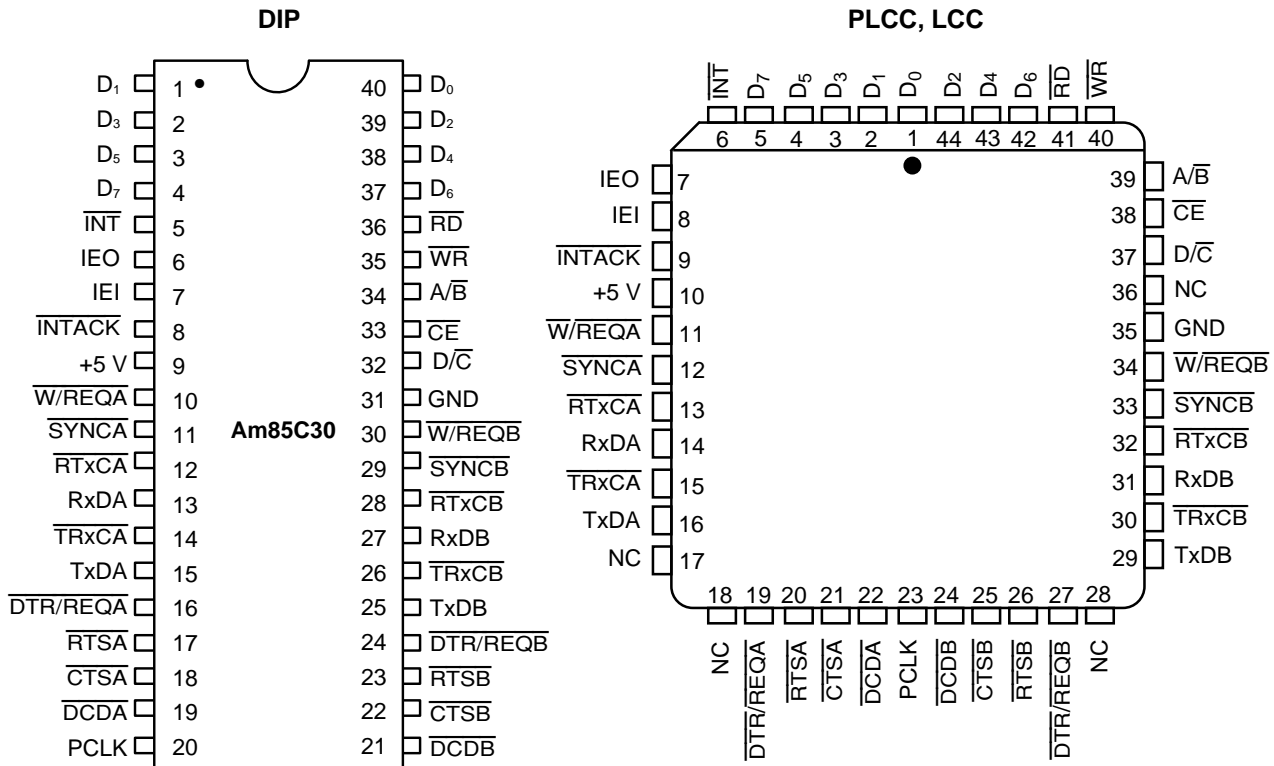 DIP
D₁ 1 40 D₀
D₃ 2 39 D₂
D₅ 3 38 D₄
D₇ 4 37 D₆
INT 5 36 RD
IEO 6 35 WR
IEI 7 34 A/B
INTACK 8 33 CE
+5 V 9 32 D/C
W/REQA 10 31 GND
SYNCA 11 Am85C30 30 W/REQB
RTxCA 12 29 SYNCB
RxDA 13 28 RTxCB
TRxCA 14 27 RxDB
TxDA 15 26 TRxCB
DTR/REQA 16 25 TxDB
RTSA 17 24 DTR/REQB
CTSA 18 23 RTSB
DCDA 19 22 CTSB
PCLK 20 21 DCDB
PLCC, LCC
INT D₇ D₅ D₃ D₁ D₀ D₂ D₄ D₆ RD WR
6 5 4 3 2 1 44 43 42 41 40
IEO 7 39 A/B
IEI 8 38 CE
INTACK 9 37 D/C
+5 V 10 36 NC
W/REQA 11 35 GND
SYNCA 12 34 W/REQB
RTxCA 13 33 SYNCB
RxDA 14 32 RTxCB
TRxCA 15 31 RxDB
TxDA 16 30 TRxCB
NC 17 29 TxDB
18 19 20 21 22 23 24 25 26 27 28
NC DTR/REQA RTSA CTSA DCDA PCLK DCDB CTSB RTSB DTR/REQB NC